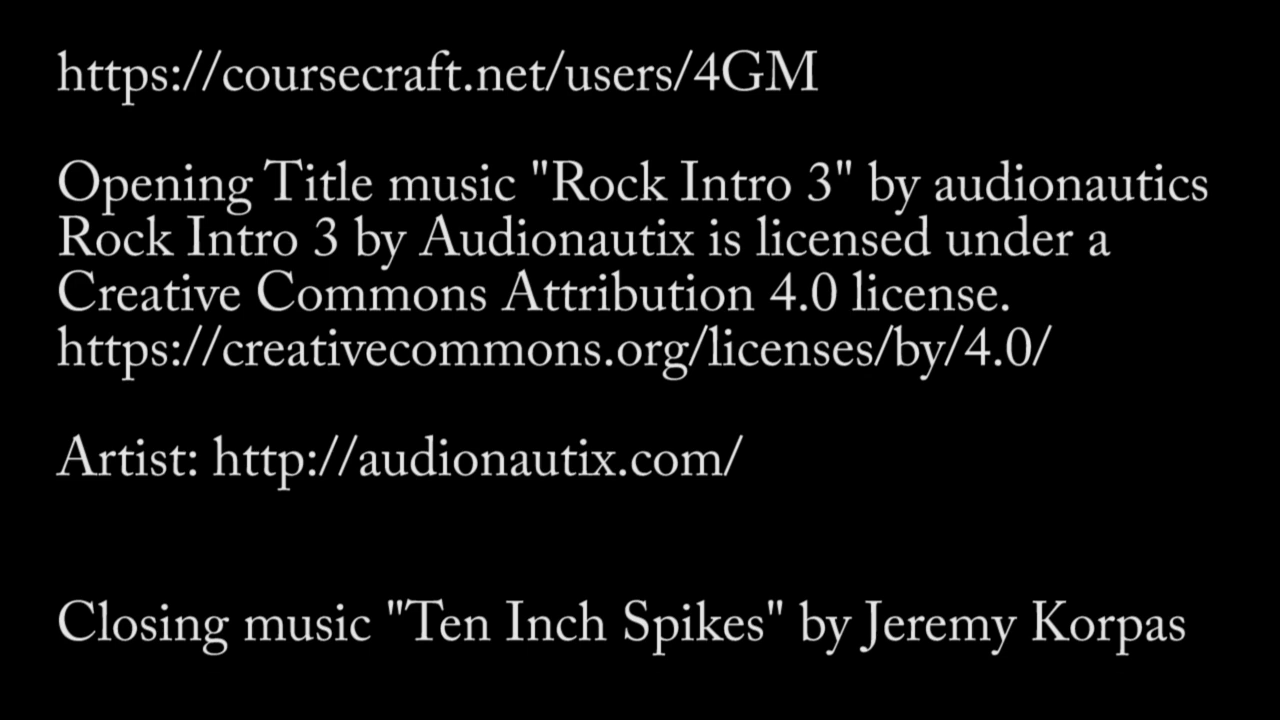 https://coursecraft.net/users/4GM
Opening Title music "Rock Intro 3" by audionautics
Rock Intro 3 by Audionautix is licensed under a
Creative Commons Attribution 4.0 license.
https://creativecommons.org/licenses/by/4.0/
Artist: http://audionautix.com/
Closing music "Ten Inch Spikes" by Jeremy Korpas